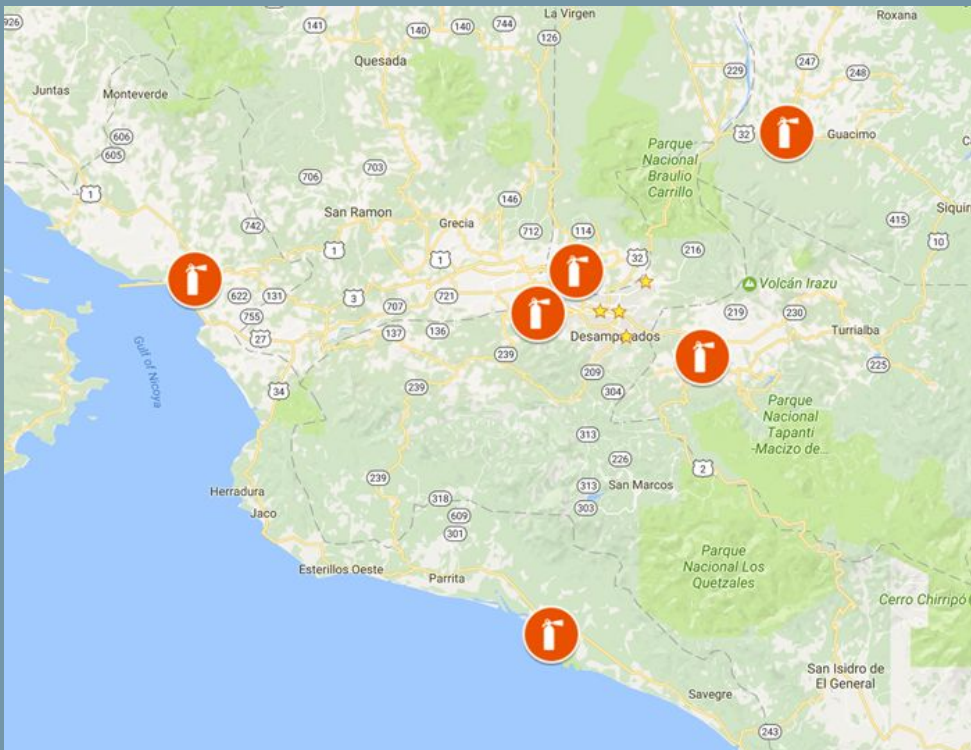 La Virgen
Roxana
926
141
140
140
744
126
Quesada
247
229
248
Juntas
Monteverde
32
Guacimo
606
605
Parque
Nacional
Braulio
Carrillo
703
706
1
146
San Ramon
Grecia
415
Siquir
742
712
114
1
1
32
216
10
Volcán Irazu
622
131
3
721
707
219
230
755
137
136
Turrialba
27
Desamparados
239
225
Gulf of Nicoya
209
34
239
304
Parque
Nacional
Tapanti
-Macizo de...
313
226
2
239
San Marcos
313
Herradura
318
303
Jaco
609
301
Parque
Nacional Los
Quetzales
Esterillos Oeste
Parrita
Cerro Chirripó
San Isidro de
El General
Savegre
243